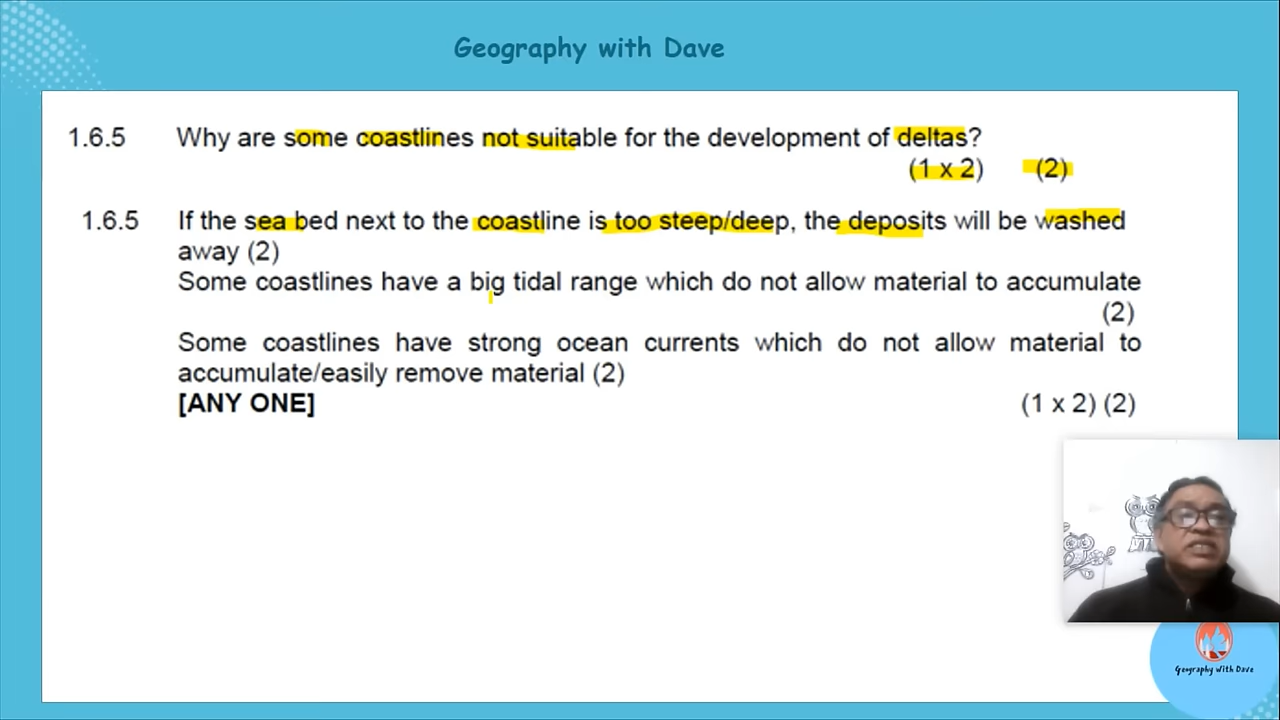 Geography with Dave
1.6.5 Why are some coastlines not suitable for the development of deltas?
(1 x 2) (2)
1.6.5 If the sea bed next to the coastline is too steep/deep, the deposits will be washed
away (2)
Some coastlines have a big tidal range which do not allow material to accumulate
(2)
Some coastlines have strong ocean currents which do not allow material to
accumulate/easily remove material (2)
[ANY ONE] (1 x 2) (2)
Geography with Dave